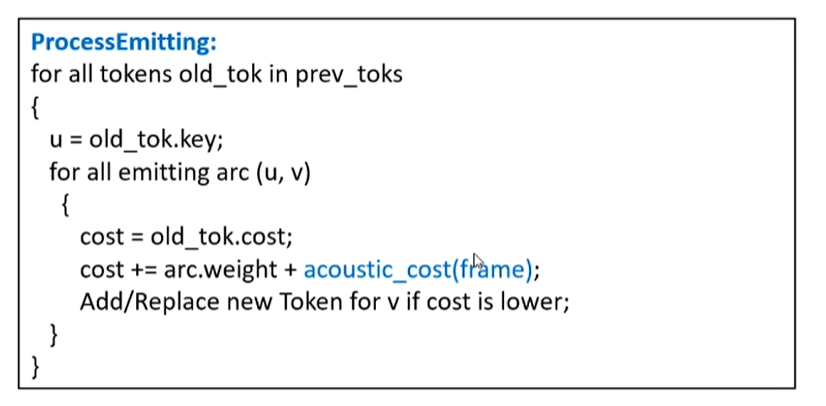 ProcessEmitting:
for all tokens old_tok in prev_toks
{
u = old_tok.key;
for all emitting arc (u, v)
{
cost = old_tok.cost;
cost += arc.weight + acoustic_cost(frame);
Add/Replace new Token for v if cost is lower;
}
}